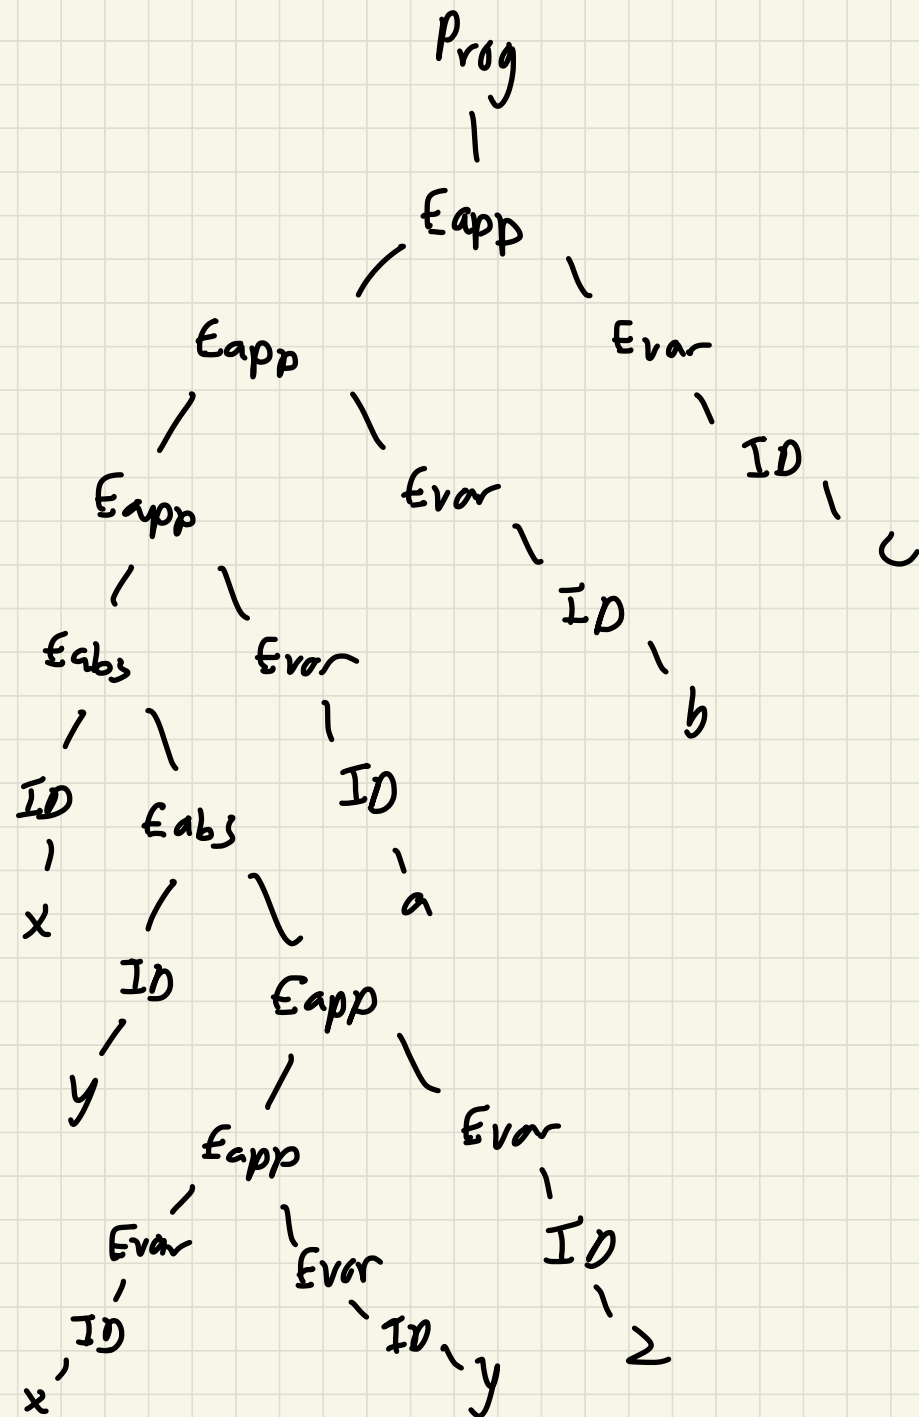 Prog
Eapp
Eapp Evar
Eapp Evar ID
c
Eabs Evar ID
b
ID Eabs ID
x a
ID Eapp
y
Eapp Evar
Evar Evar ID
ID ID z
x y